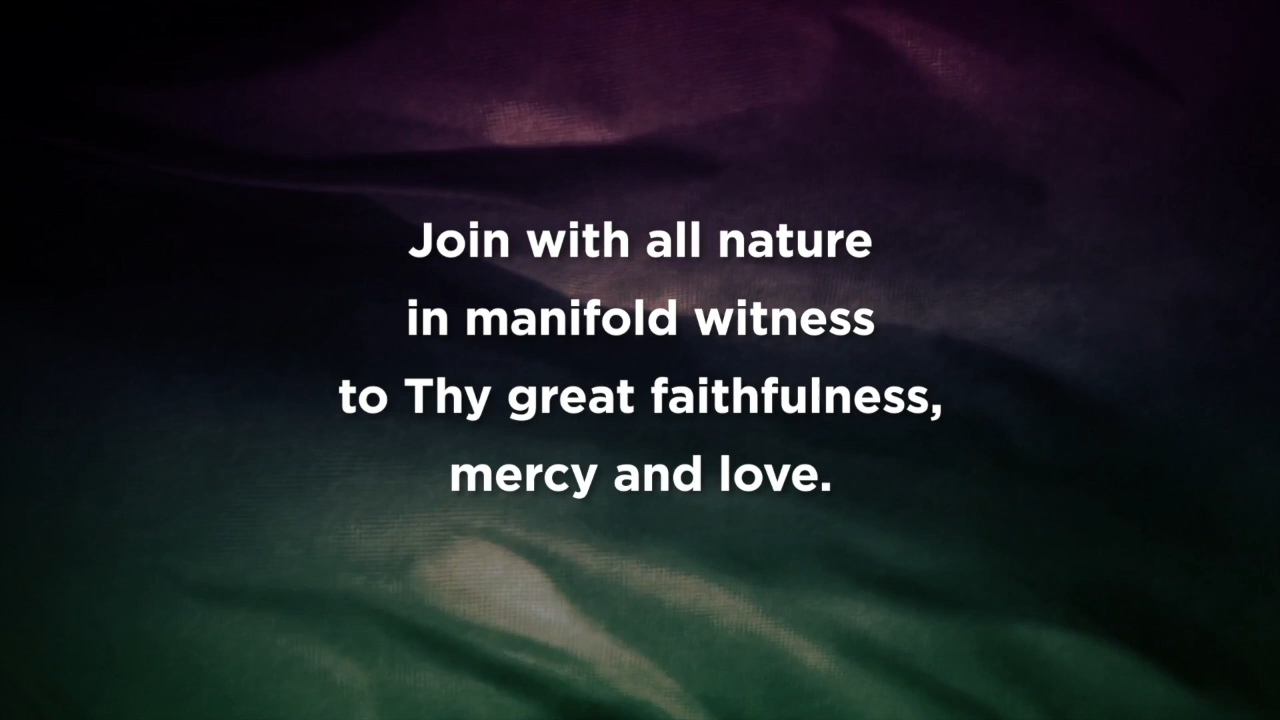 Join with all nature
in manifold witness
to Thy great faithfulness,
mercy and love.